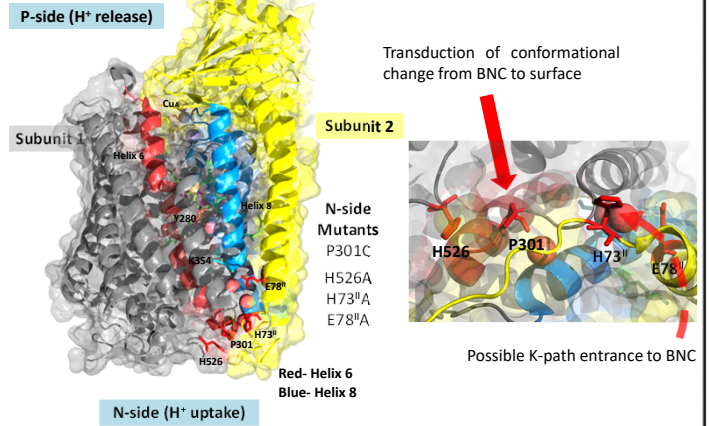 P-side (H⁺ release)
CuA
Subunit 1
Helix 6
Subunit 2
Y280
Helix 8
K354
E78ᴵᴵ
H73ᴵᴵ
P301
H526
N-side
Mutants
P301C
H526A
H73ᴵᴵA
E78ᴵᴵA
Red- Helix 6
Blue- Helix 8
N-side (H⁺ uptake)
Transduction of conformational
change from BNC to surface
H526
P301
H73ᴵᴵ
E78ᴵᴵ
Possible K-path entrance to BNC